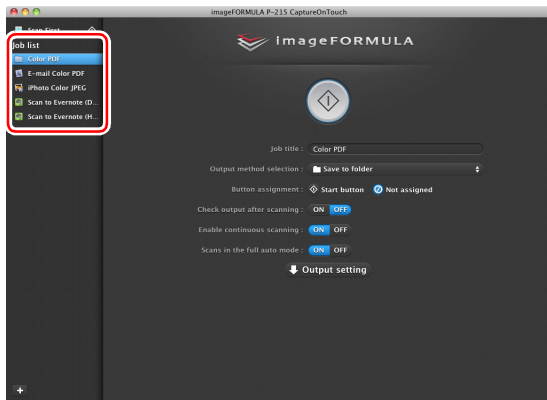 imageFORMULA P-215 CaptureOnTouch
Scan First
Job list
Color PDF
E-mail Color PDF
iPhoto Color JPEG
Scan to Evernote (D...
Scan to Evernote (H...
imageFORMULA
Job title : Color PDF
Output method selection : Save to folder
Button assignment : Start button Not assigned
Check output after scanning : ON OFF
Enable continuous scanning : ON OFF
Scans in the full auto mode : ON OFF
Output setting
+